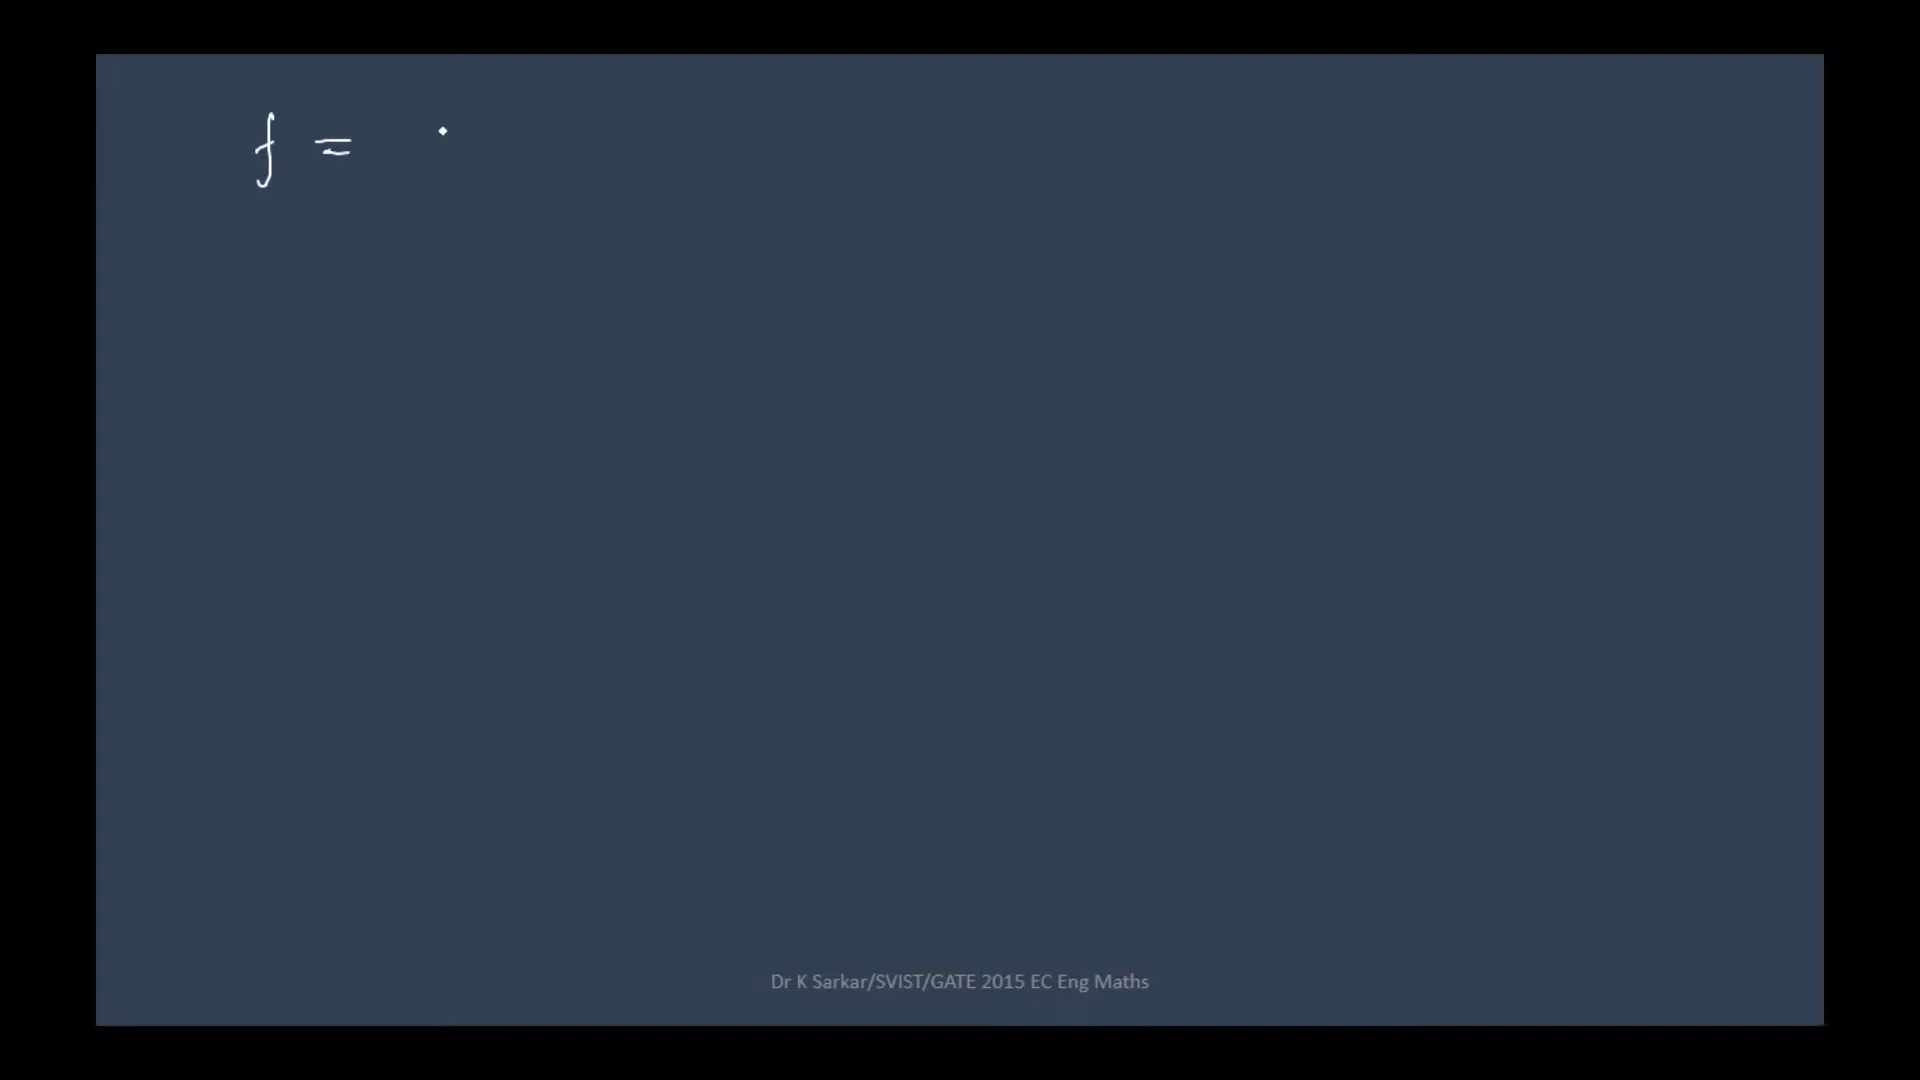 f =
Dr K Sarkar/SVIST/GATE 2015 EC Eng Maths